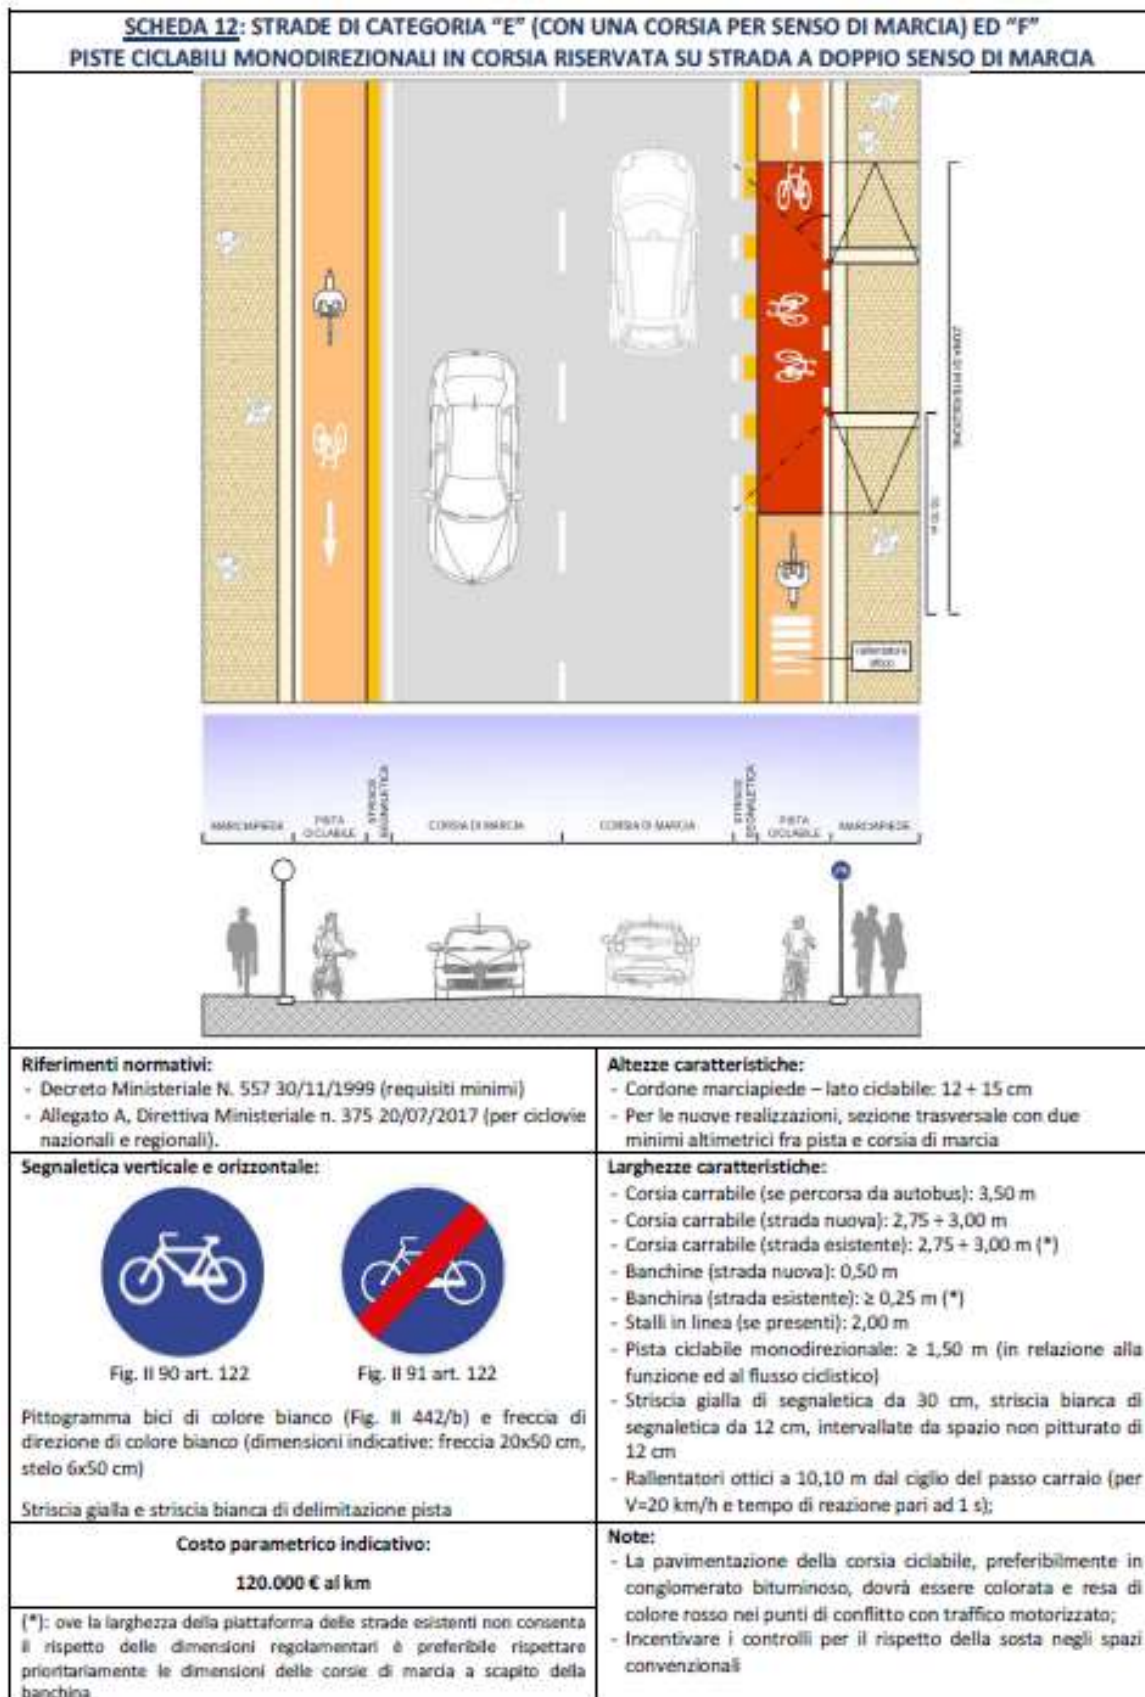 SCHEDA 12: STRADE DI CATEGORIA "E" (CON UNA CORSIA PER SENSO DI MARCIA) ED "F"
PISTE CICLABILI MONODIREZIONALI IN CORSIA RISERVATA SU STRADA A DOPPIO SENSO DI MARCIA
ZONA DI INTERSEZIONE
10,10 m
rallentatore
ottico
MARCIAPIEDE
PISTA
CICLABILE
STRISCE
SEGNALETICA
CORSIA DI MARCIA
CORSIA DI MARCIA
STRISCE
SEGNALETICA
PISTA
CICLABILE
MARCIAPIEDE
Riferimenti normativi:
- Decreto Ministeriale N. 557 30/11/1999 (requisiti minimi)
- Allegato A, Direttiva Ministeriale n. 375 20/07/2017 (per ciclovie
nazionali e regionali).
Altezze caratteristiche:
- Cordone marciapiede – lato ciclabile: 12 ÷ 15 cm
- Per le nuove realizzazioni, sezione trasversale con due
minimi altimetrici fra pista e corsia di marcia
Segnaletica verticale e orizzontale:
Fig. II 90 art. 122
Fig. II 91 art. 122
Pittogramma bici di colore bianco (Fig. II 442/b) e freccia di
direzione di colore bianco (dimensioni indicative: freccia 20x50 cm,
stelo 6x50 cm)
Striscia gialla e striscia bianca di delimitazione pista
Larghezze caratteristiche:
- Corsia carrabile (se percorsa da autobus): 3,50 m
- Corsia carrabile (strada nuova): 2,75 ÷ 3,00 m
- Corsia carrabile (strada esistente): 2,75 ÷ 3,00 m (*)
- Banchine (strada nuova): 0,50 m
- Banchina (strada esistente): ≥ 0,25 m (*)
- Stalli in linea (se presenti): 2,00 m
- Pista ciclabile monodirezionale: ≥ 1,50 m (in relazione alla
funzione ed al flusso ciclistico)
- Striscia gialla di segnaletica da 30 cm, striscia bianca di
segnaletica da 12 cm, intervallate da spazio non pitturato di
12 cm
- Rallentatori ottici a 10,10 m dal ciglio del passo carraio (per
V=20 km/h e tempo di reazione pari ad 1 s);
Costo parametrico indicativo:
120.000 € al km
(*): ove la larghezza della piattaforma delle strade esistenti non consenta
il rispetto delle dimensioni regolamentari è preferibile rispettare
prioritariamente le dimensioni delle corsie di marcia a scapito della
banchina
Note:
- La pavimentazione della corsia ciclabile, preferibilmente in
conglomerato bituminoso, dovrà essere colorata e resa di
colore rosso nei punti di conflitto con traffico motorizzato;
- Incentivare i controlli per il rispetto della sosta negli spazi
convenzionali